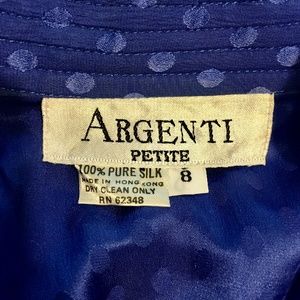 ARGENTI
PETITE
100% PURE SILK 8
MADE IN HONG KONG
DRY CLEAN ONLY
RN 62348